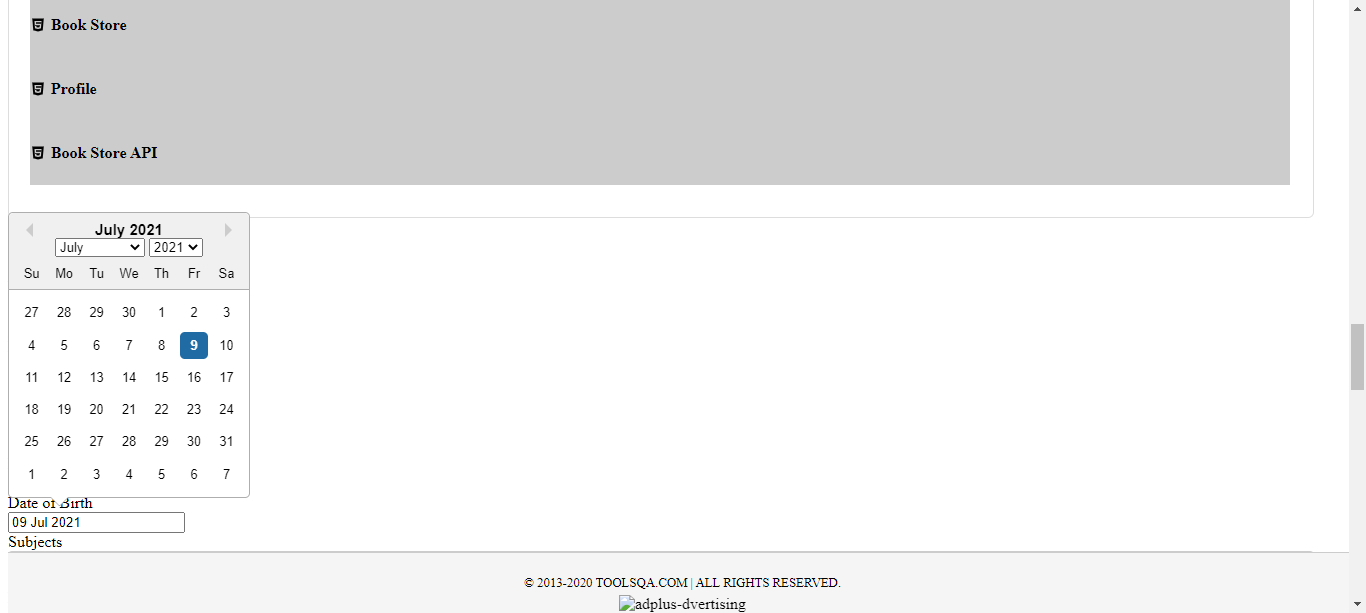 Book Store
Profile
Book Store API
July 2021
July 2021
Su Mo Tu We Th Fr Sa
27 28 29 30 1 2 3
4 5 6 7 8 9 10
11 12 13 14 15 16 17
18 19 20 21 22 23 24
25 26 27 28 29 30 31
1 2 3 4 5 6 7
Date of Birth
09 Jul 2021
Subjects
© 2013-2020 TOOLSQA.COM | ALL RIGHTS RESERVED.
adplus-dvertising